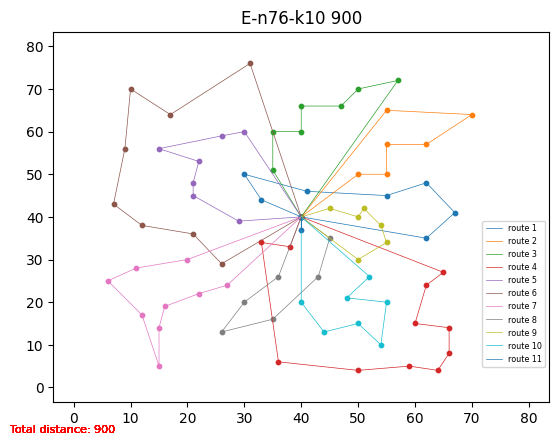 E-n76-k10 900
80
70
60
50
40
30
20
10
0
route 1
route 2
route 3
route 4
route 5
route 6
route 7
route 8
route 9
route 10
route 11
0 10 20 30 40 50 60 70 80
Total distance: 900